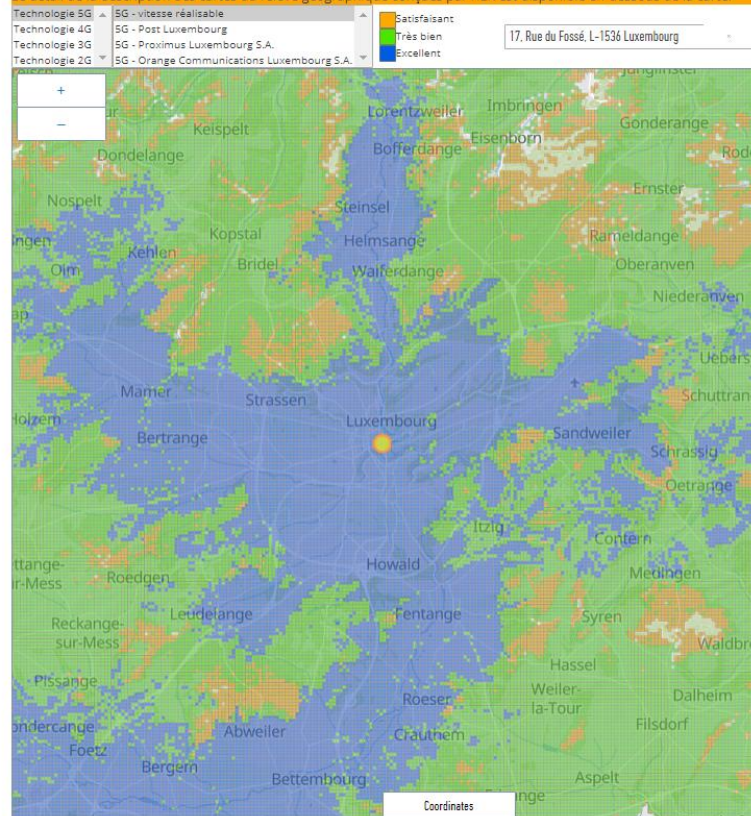 Technologie 5G
Technologie 4G
Technologie 3G
Technologie 2G
5G - vitesse réalisable
5G - Post Luxembourg
5G - Proximus Luxembourg S.A.
5G - Orange Communications Luxembourg S.A.
Satisfaisant
Très bien
Excellent
17, Rue du Fossé, L-1536 Luxembourg
+
−
Lorentzweiler
Imbringen
Gonderange
Keispelt
Bofferdange
Eisenborn
Dondelange
Ernster
Nospelt
Steinsel
Kopstal
Helmsange
Rameldange
Kehlen
Bridel
Oberanven
Walferdange
Niederanven
Mamer
Strassen
Luxembourg
Bertrange
Sandweiler
Schrassig
Oetrange
Itzig
Contern
Howald
Medingen
Roedgen
Leudelange
Fentange
Syren
Reckange-
sur-Mess
Hassel
Pissange
Weiler-
la-Tour
Dalheim
Roeser
Filsdorf
Abweiler
Crauthem
Foetz
Bergem
Bettembourg
Aspelt
Coordinates